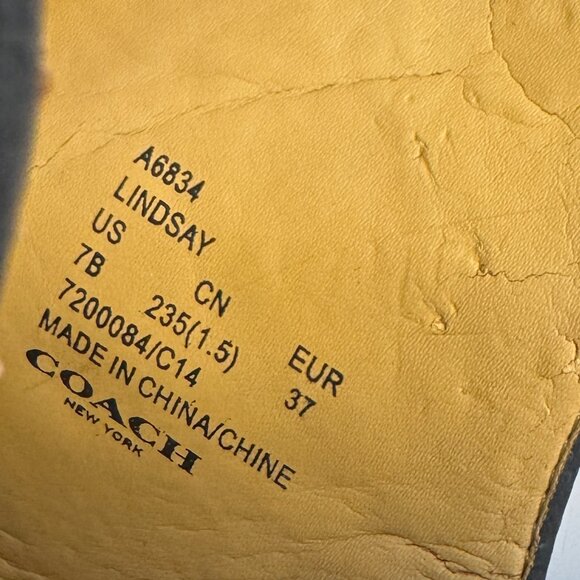 A6834
LINDSAY
US CN EUR
7B 235(1.5) 37
7200084/C14
MADE IN CHINA/CHINE
COACH
NEW YORK